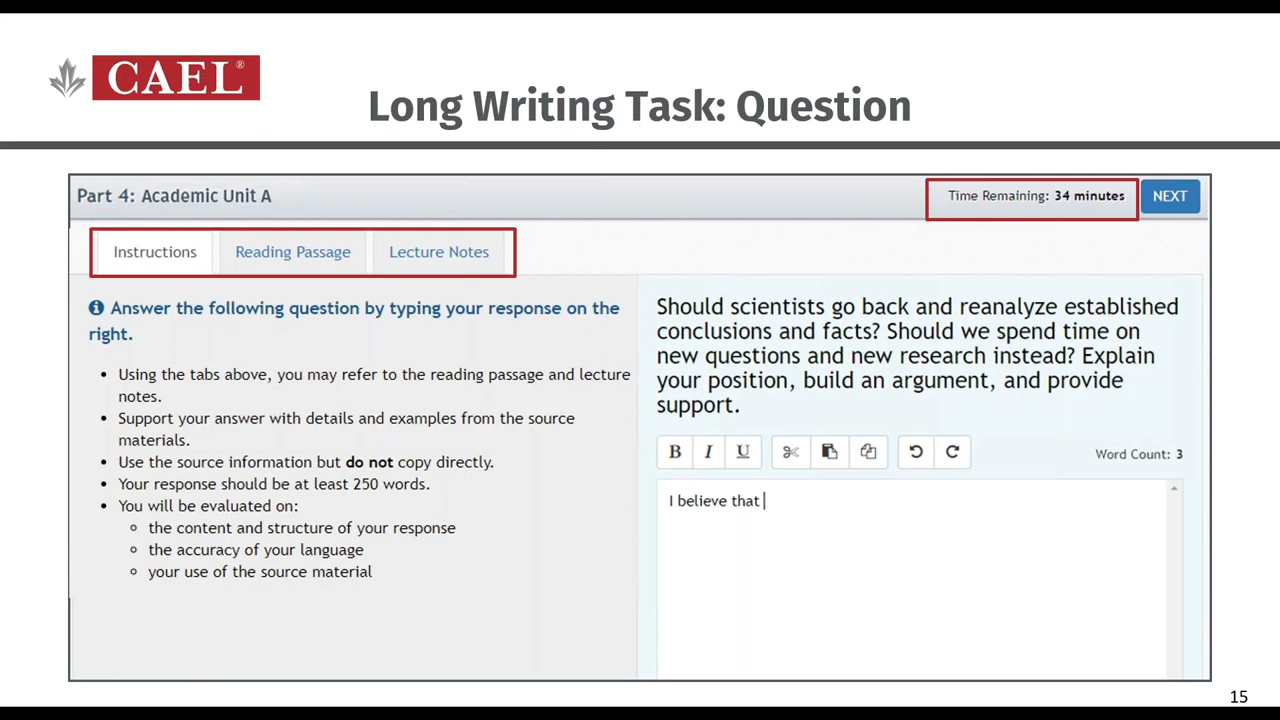 CAEL®
Long Writing Task: Question
Part 4: Academic Unit A
Time Remaining: 34 minutes
NEXT
Instructions
Reading Passage
Lecture Notes
Answer the following question by typing your response on the
right.
• Using the tabs above, you may refer to the reading passage and lecture
notes.
• Support your answer with details and examples from the source
materials.
• Use the source information but do not copy directly.
• Your response should be at least 250 words.
• You will be evaluated on:
◦ the content and structure of your response
◦ the accuracy of your language
◦ your use of the source material
Should scientists go back and reanalyze established
conclusions and facts? Should we spend time on
new questions and new research instead? Explain
your position, build an argument, and provide
support.
B I U
Word Count: 3
I believe that
15